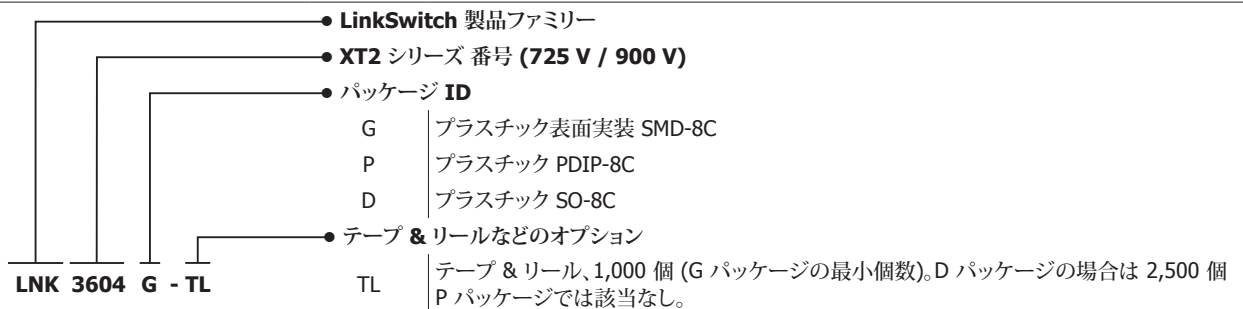 LinkSwitch 製品ファミリー
XT2 シリーズ 番号 (725 V / 900 V)
パッケージ ID
G プラスチック表面実装 SMD-8C
P プラスチック PDIP-8C
D プラスチック SO-8C
テープ & リールなどのオプション
TL テープ & リール、1,000 個 (G パッケージの最小個数)。D パッケージの場合は 2,500 個
P パッケージでは該当なし。
LNK 3604 G - TL